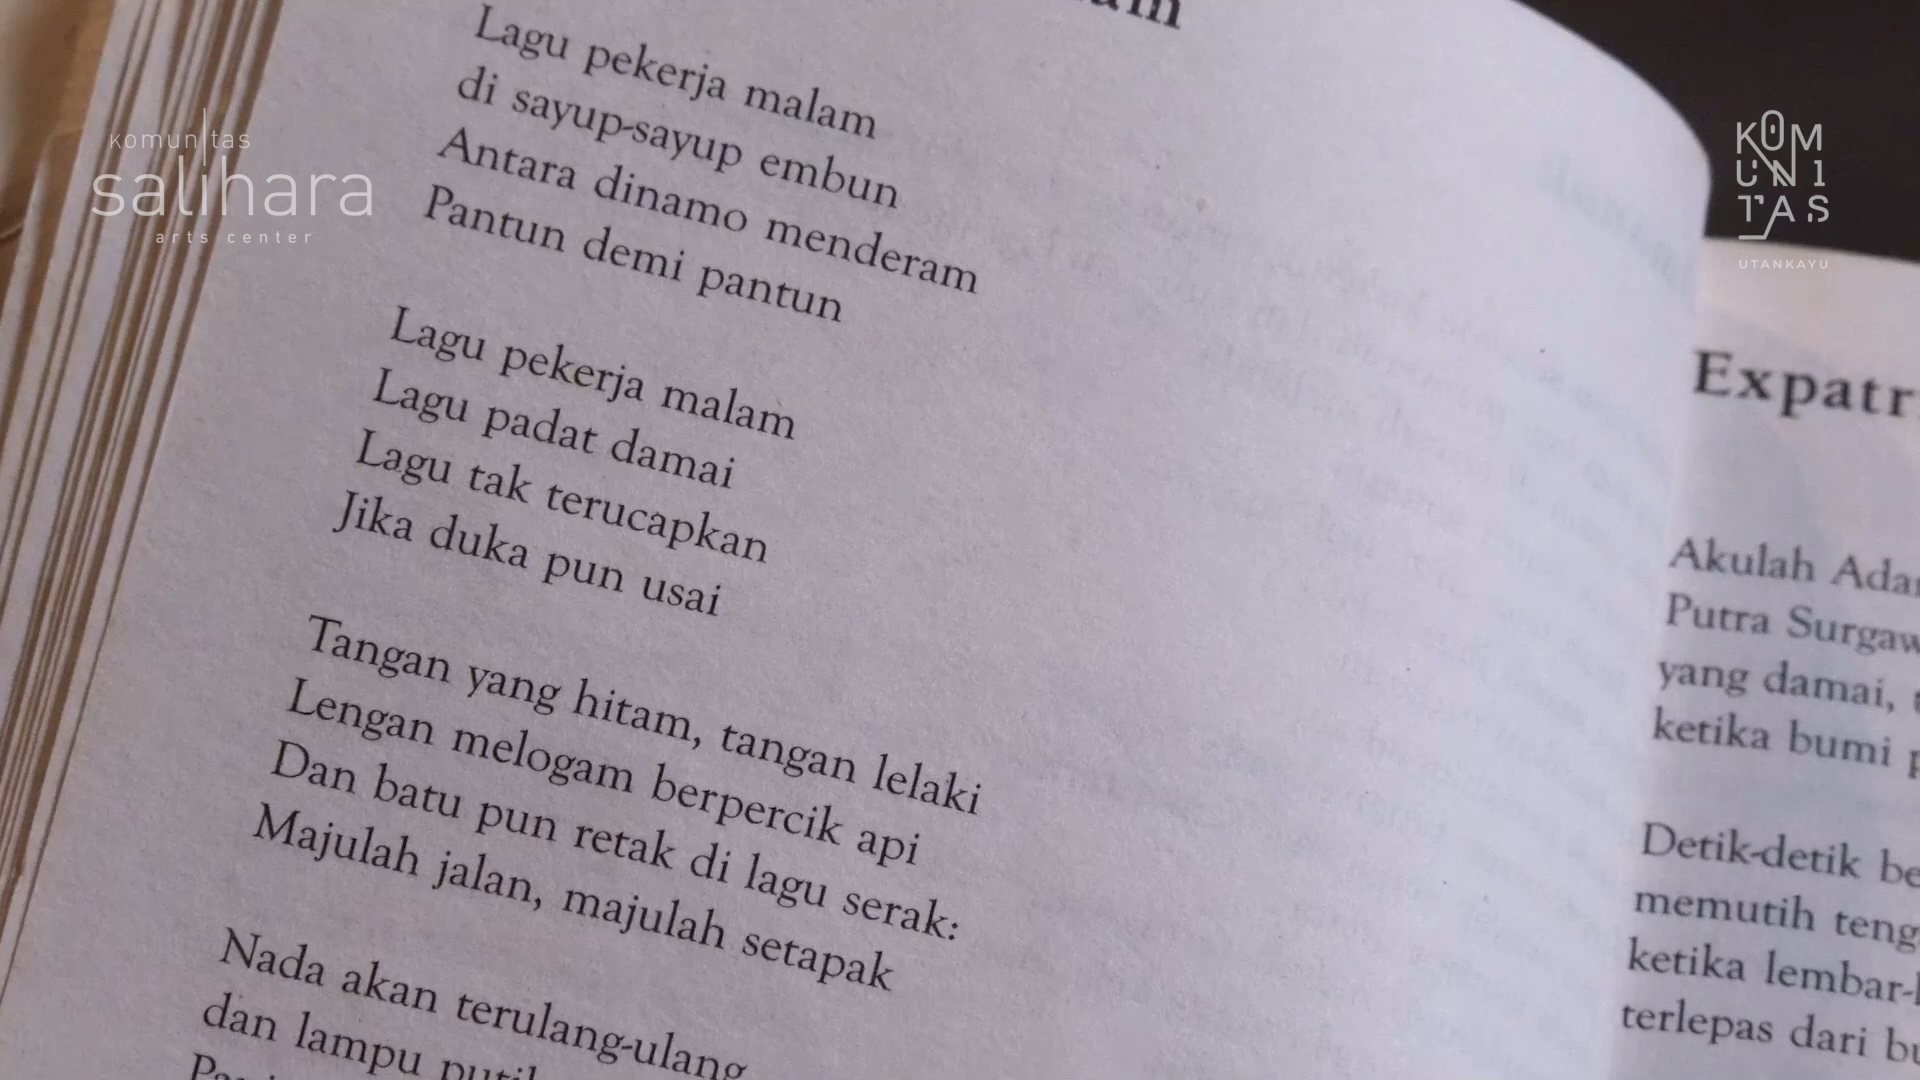 Lagu pekerja malam
di sayup-sayup embun
Antara dinamo menderam
Pantun demi pantun
Lagu pekerja malam
Lagu padat damai
Lagu tak terucapkan
Jika duka pun usai
Tangan yang hitam, tangan lelaki
Lengan melogam berpercik api
Dan batu pun retak di lagu serak:
Majulah jalan, majulah setapak
Nada akan terulang-ulang
dan lampu
Akulah
Putra
yang damai,
ketika bumi
Detik-detik
memutih
ketika
terlepas dari
komunitas
salihara
arts center
KOMUNITAS
UTANKAYU